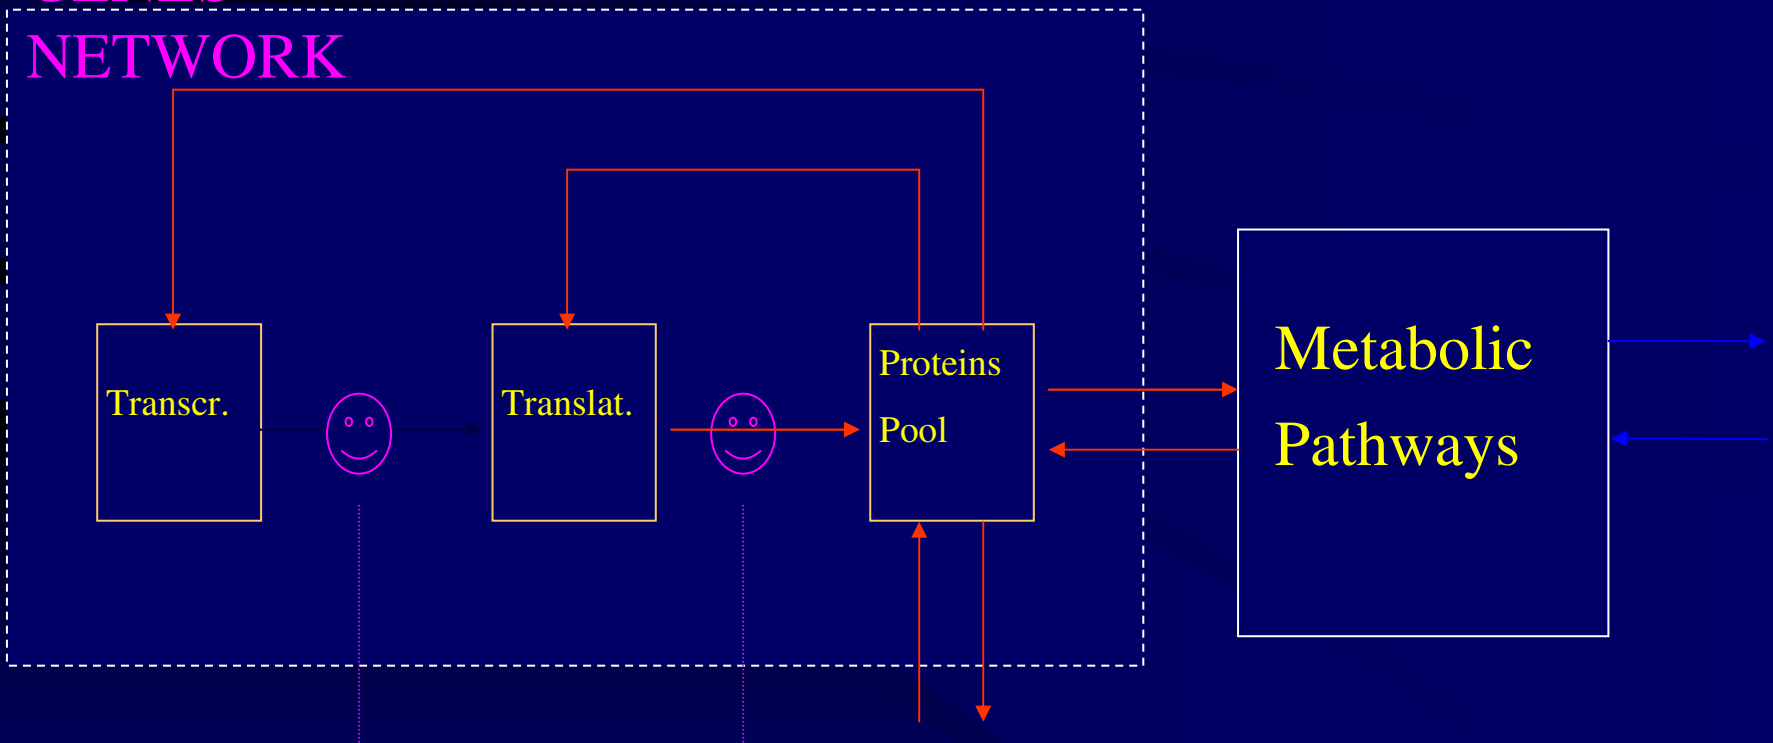 NETWORK
Transcr.
Translat.
Proteins
Pool
Metabolic
Pathways